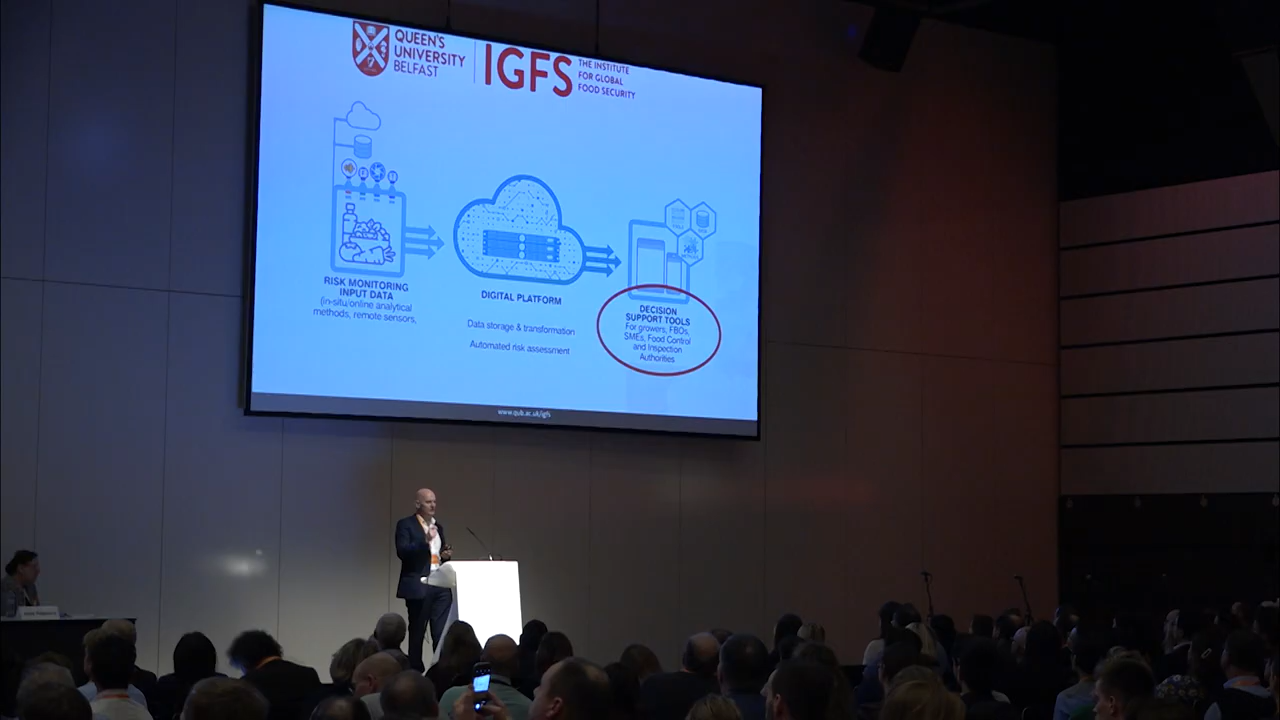 QUEEN'S
UNIVERSITY
BELFAST
IGFS
THE INSTITUTE
FOR GLOBAL
FOOD SECURITY
RISK MONITORING
INPUT DATA
(in-situ/online analytical
methods, remote sensors,
DIGITAL PLATFORM
Data storage & transformation
Automated risk assessment
DECISION
SUPPORT TOOLS
For growers, FBOs,
SMEs, Food Control
and Inspection
Authorities
www.qub.ac.uk/igfs